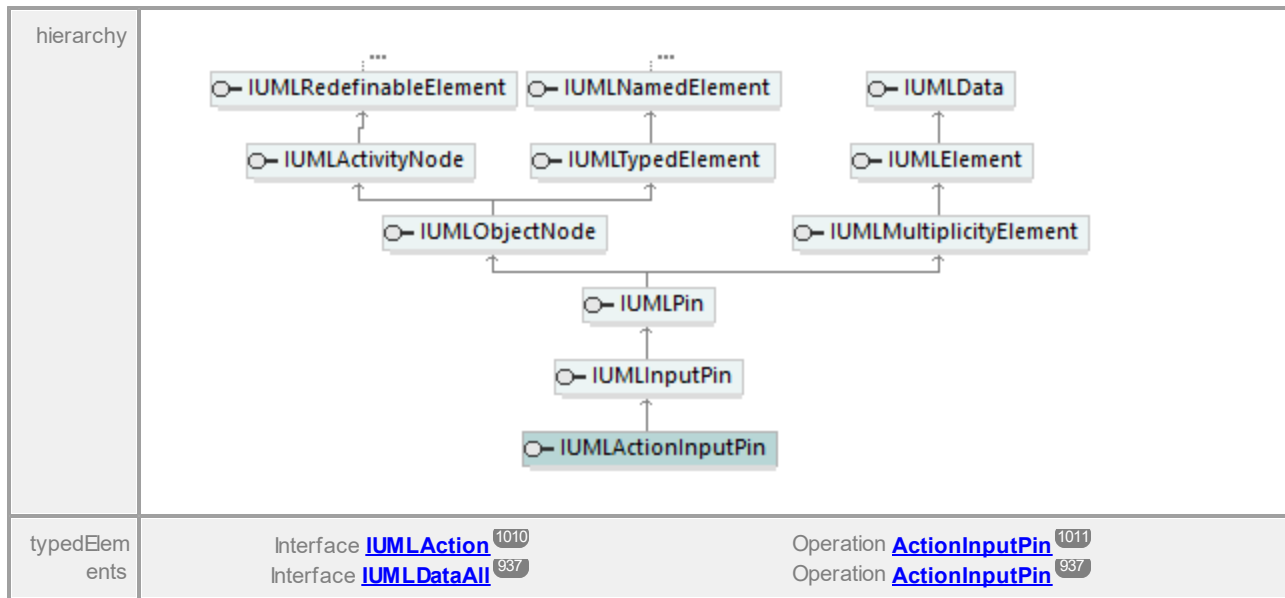 hierarchy
... ...
IUMLRedefinableElement IUMLNamedElement IUMLData
IUMLActivityNode IUMLTypedElement IUMLElement
IUMLObjectNode IUMLMultiplicityElement
IUMLPin
IUMLInputPin
IUMLActionInputPin
typedElem
ents
Interface IUMLAction 1010 Operation ActionInputPin 1011
Interface IUMLDataAll 937 Operation ActionInputPin 937